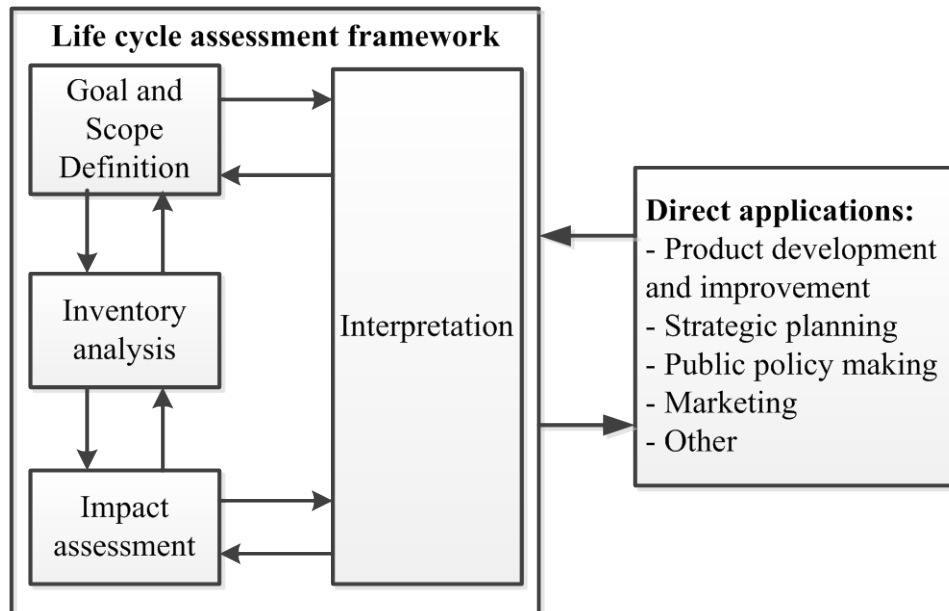 Life cycle assessment framework
Goal and
Scope
Definition
Inventory
analysis
Impact
assessment
Interpretation
Direct applications:
- Product development
and improvement
- Strategic planning
- Public policy making
- Marketing
- Other